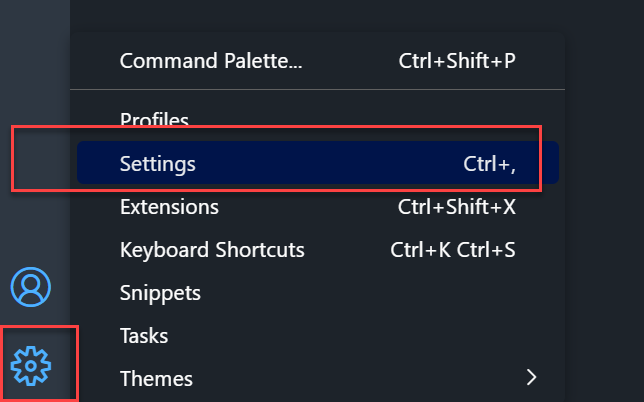 Command Palette... Ctrl+Shift+P
Profiles
Settings Ctrl+,
Extensions Ctrl+Shift+X
Keyboard Shortcuts Ctrl+K Ctrl+S
Snippets
Tasks
Themes